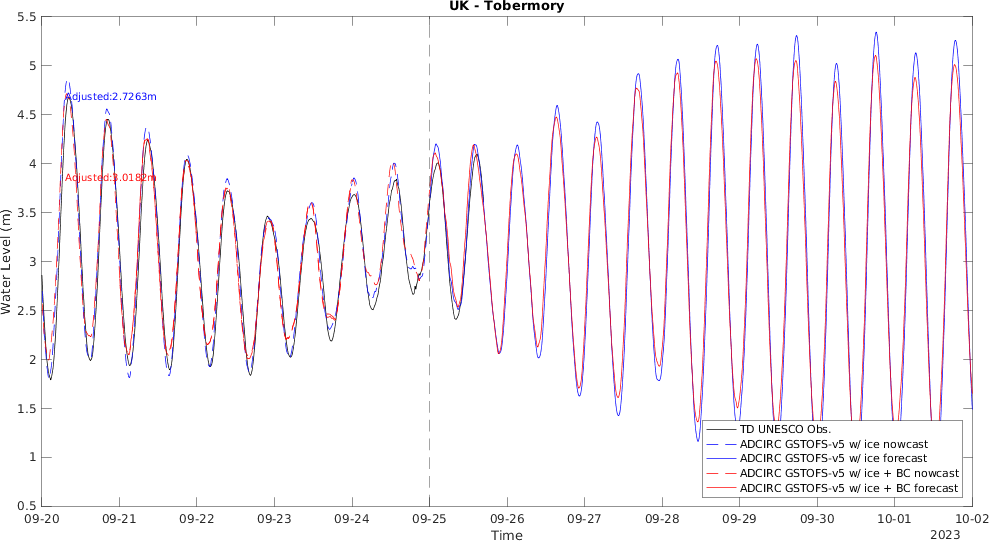 UK - Tobermory
5.5
5
4.5
4
3.5
3
2.5
2
1.5
1
0.5
Water Level (m)
Adjusted:2.7263m
Adjusted:3.0182m
TD UNESCO Obs.
ADCIRC GSTOFS-v5 w/ ice nowcast
ADCIRC GSTOFS-v5 w/ ice forecast
ADCIRC GSTOFS-v5 w/ ice + BC nowcast
ADCIRC GSTOFS-v5 w/ ice + BC forecast
09-20 09-21 09-22 09-23 09-24 09-25 09-26 09-27 09-28 09-29 09-30 10-01 10-02
Time
2023